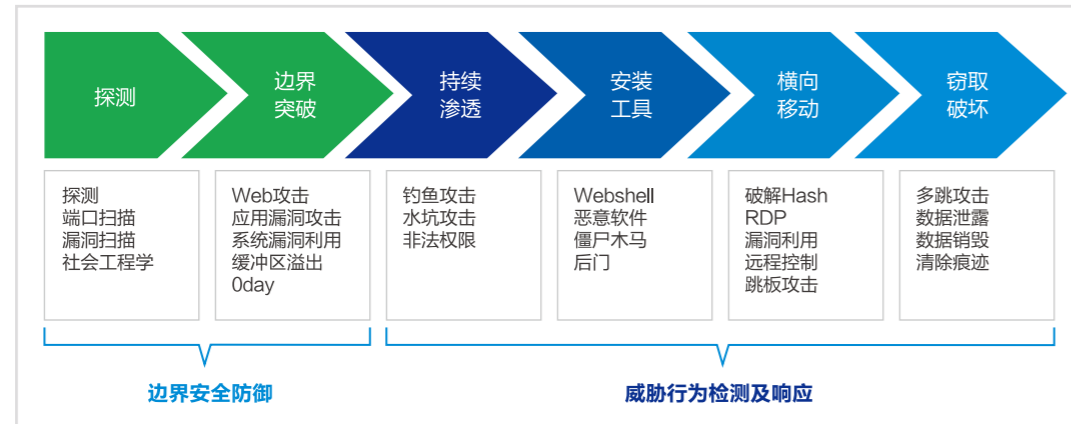 探测
边界
突破
持续
渗透
安装
工具
横向
移动
窃取
破坏
探测
端口扫描
漏洞扫描
社会工程学
Web攻击
应用漏洞攻击
系统漏洞利用
缓冲区溢出
0day
钓鱼攻击
水坑攻击
非法权限
Webshell
恶意软件
僵尸木马
后门
破解Hash
RDP
漏洞利用
远程控制
跳板攻击
多跳攻击
数据泄露
数据销毁
清除痕迹
边界安全防御
威胁行为检测及响应